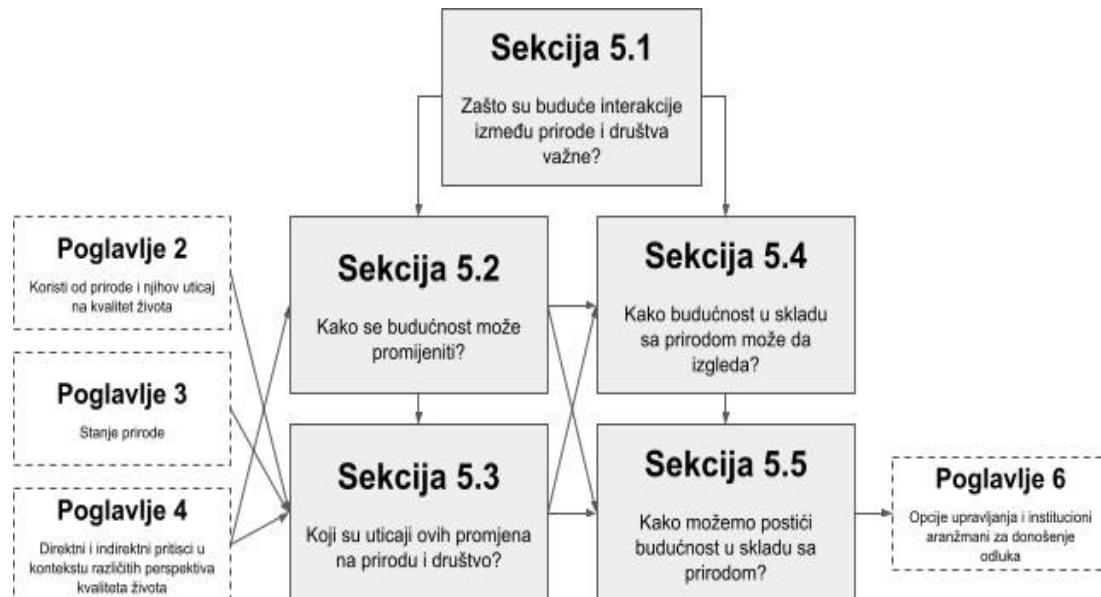 Sekcija 5.1
Zašto su buduće interakcije
između prirode i društva
važne?
Poglavlje 2
Koristi od prirode i njihov uticaj
na kvalitet života
Sekcija 5.2
Kako se budućnost može
promijeniti?
Sekcija 5.4
Kako budućnost u skladu
sa prirodom može da
izgleda?
Poglavlje 3
Stanje prirode
Poglavlje 4
Direktni i indirektni pritisci u
kontekstu različitih perspektiva
kvaliteta života
Sekcija 5.3
Koji su uticaji ovih promjena
na prirodu i društvo?
Sekcija 5.5
Kako možemo postići
budućnost u skladu sa
prirodom?
Poglavlje 6
Opcije upravljanja i institucioni
aranžmani za donošenje
odluka